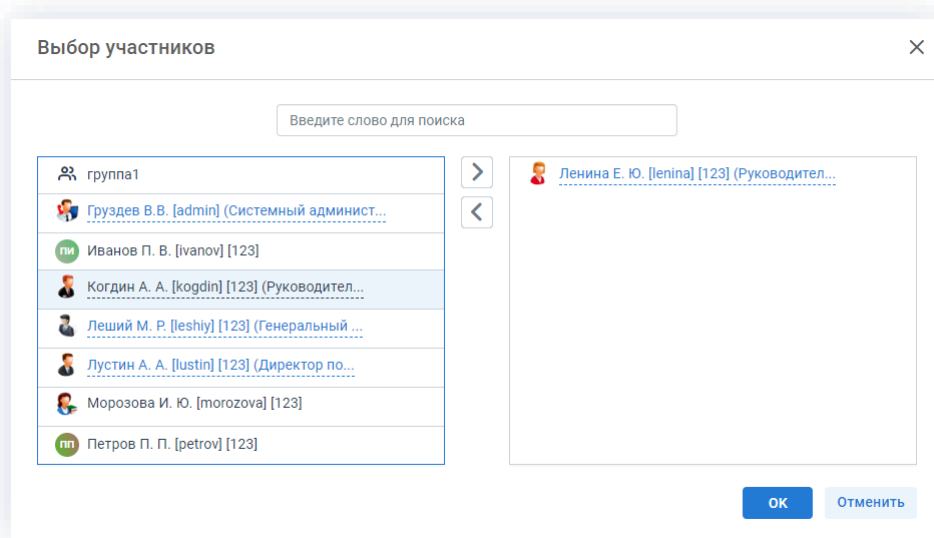 Выбор участников
Введите слово для поиска
группа1
Груздев В.В. [admin] (Системный админист...
ПИ
Иванов П. В. [ivanov] [123]
Когдин А. А. [kogdin] [123] (Руководител...
Леший М. Р. [leshiy] [123] (Генеральный ...
Лустин А. А. [lustin] [123] (Директор по...
Морозова И. Ю. [morozova] [123]
ПП
Петров П. П. [petrov] [123]
Ленина Е. Ю. [lenina] [123] (Руководител...
ОК
Отменить